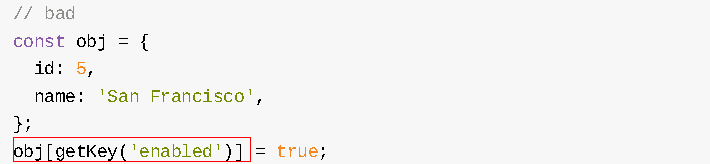 // bad
const obj = {
  id: 5,
  name: 'San Francisco',
};
obj[getKey('enabled')] = true;